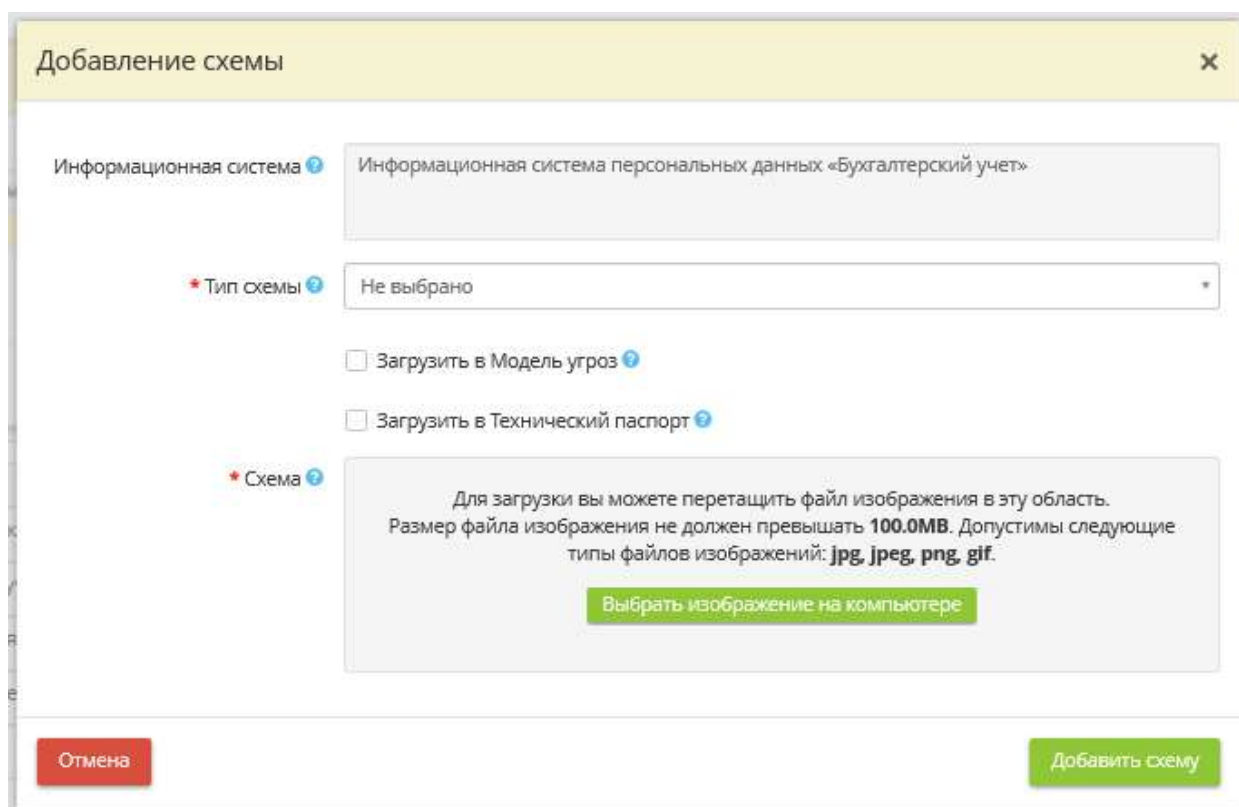 Добавление схемы
Информационная система
Информационная система персональных данных «Бухгалтерский учет»
* Тип схемы
Не выбрано
Загрузить в Модель угроз
Загрузить в Технический паспорт
* Схема
Для загрузки вы можете перетащить файл изображения в эту область.
Размер файла изображения не должен превышать 100.0MB. Допустимы следующие
типы файлов изображений: jpg, jpeg, png, gif.
Выбрать изображение на компьютере
Отмена
Добавить схему